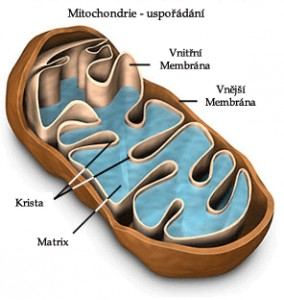 Mitochondrie - uspořádání
Vnitřní
Membrána
Vnější
Membrána
Krista
Matrix